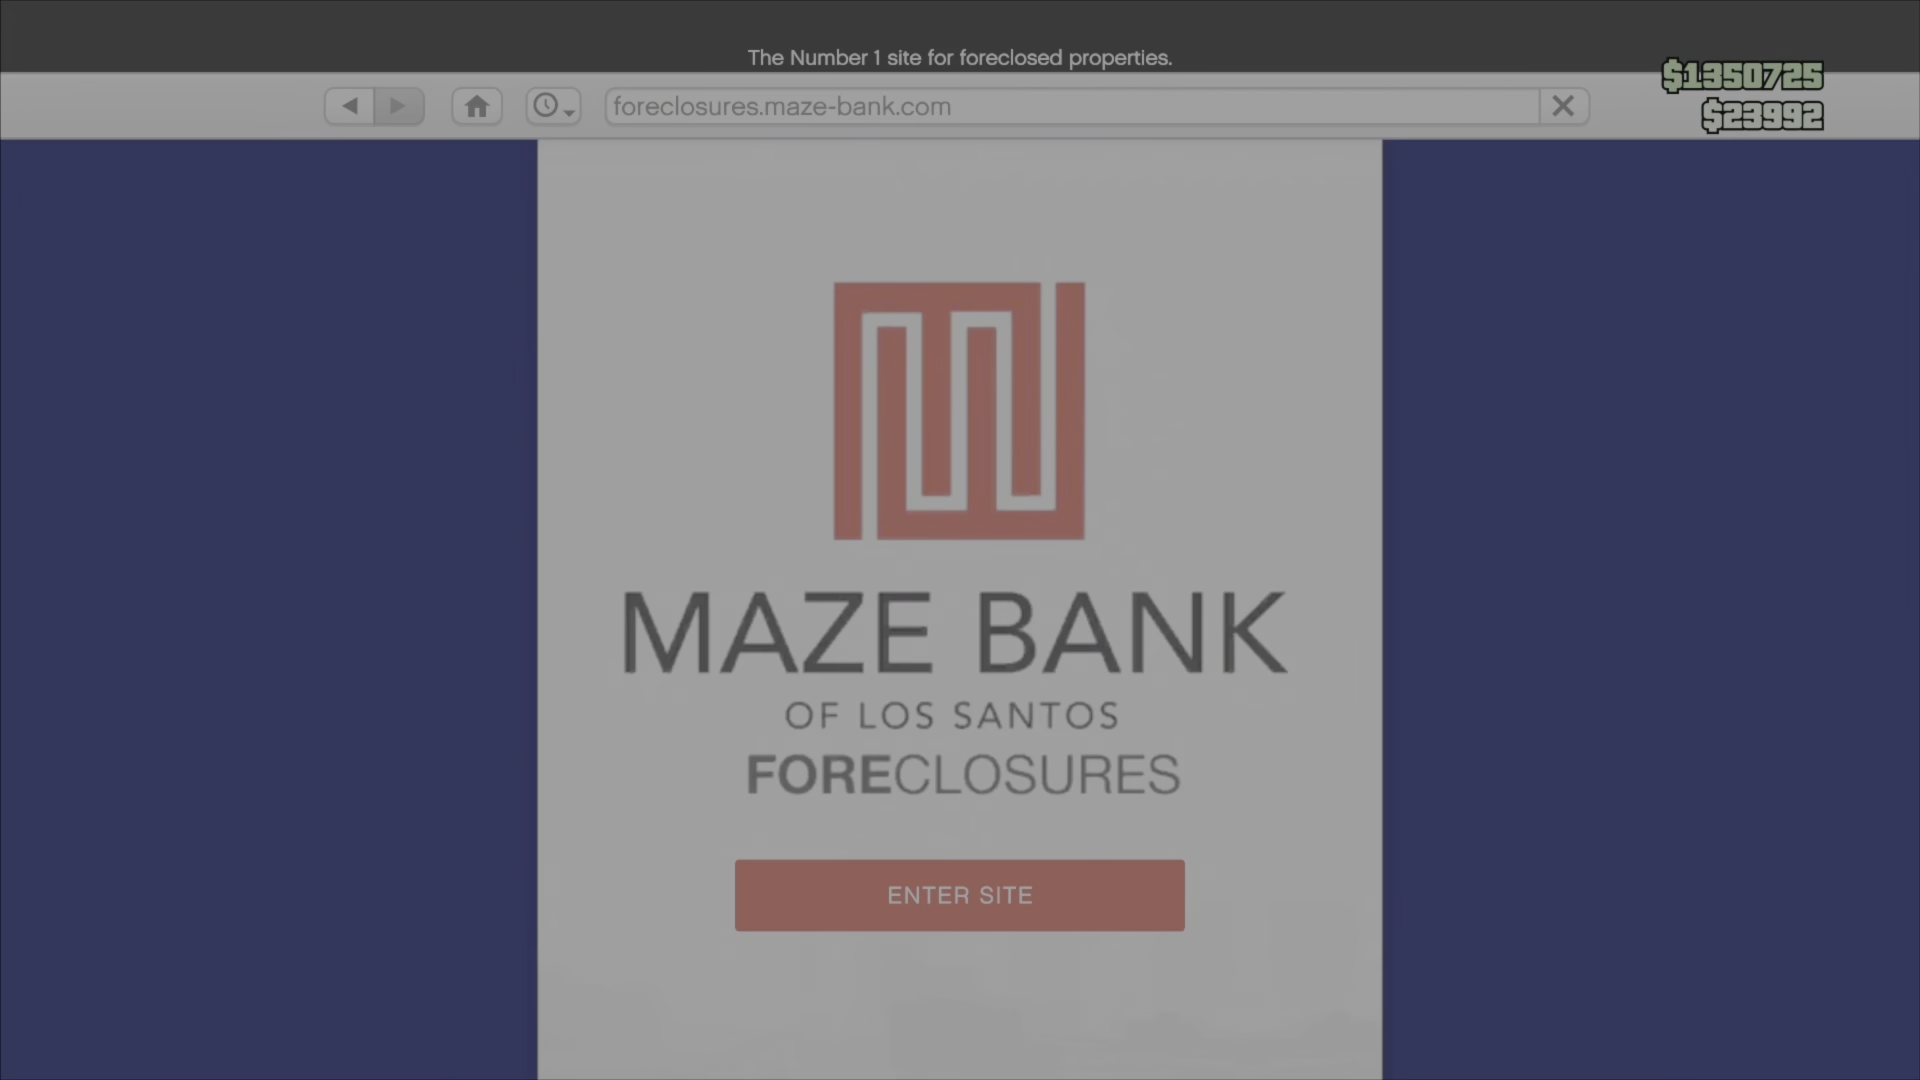 The Number 1 site for foreclosed properties.
$1350725
foreclosures.maze-bank.com
$23992
MAZE BANK
OF LOS SANTOS
FORECLOSURES
ENTER SITE